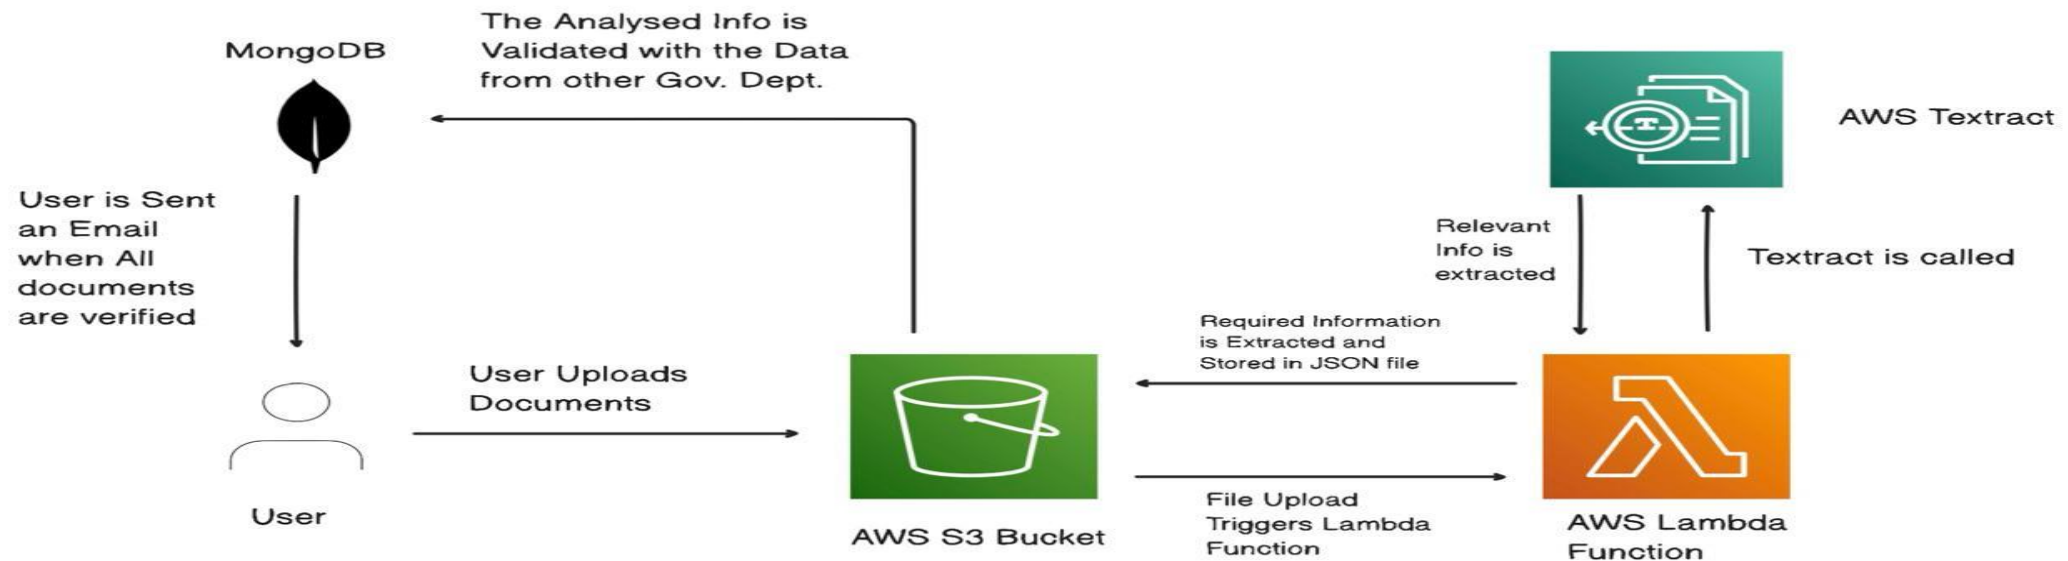 MongoDB
The Analysed Info is
Validated with the Data
from other Gov. Dept.
AWS Textract
User is Sent
an Email
when All
documents
are verified
Relevant
Info is
extracted
Textract is called
Required Information
is Extracted and
Stored in JSON file
User Uploads
Documents
User
AWS S3 Bucket
File Upload
Triggers Lambda
Function
AWS Lambda
Function